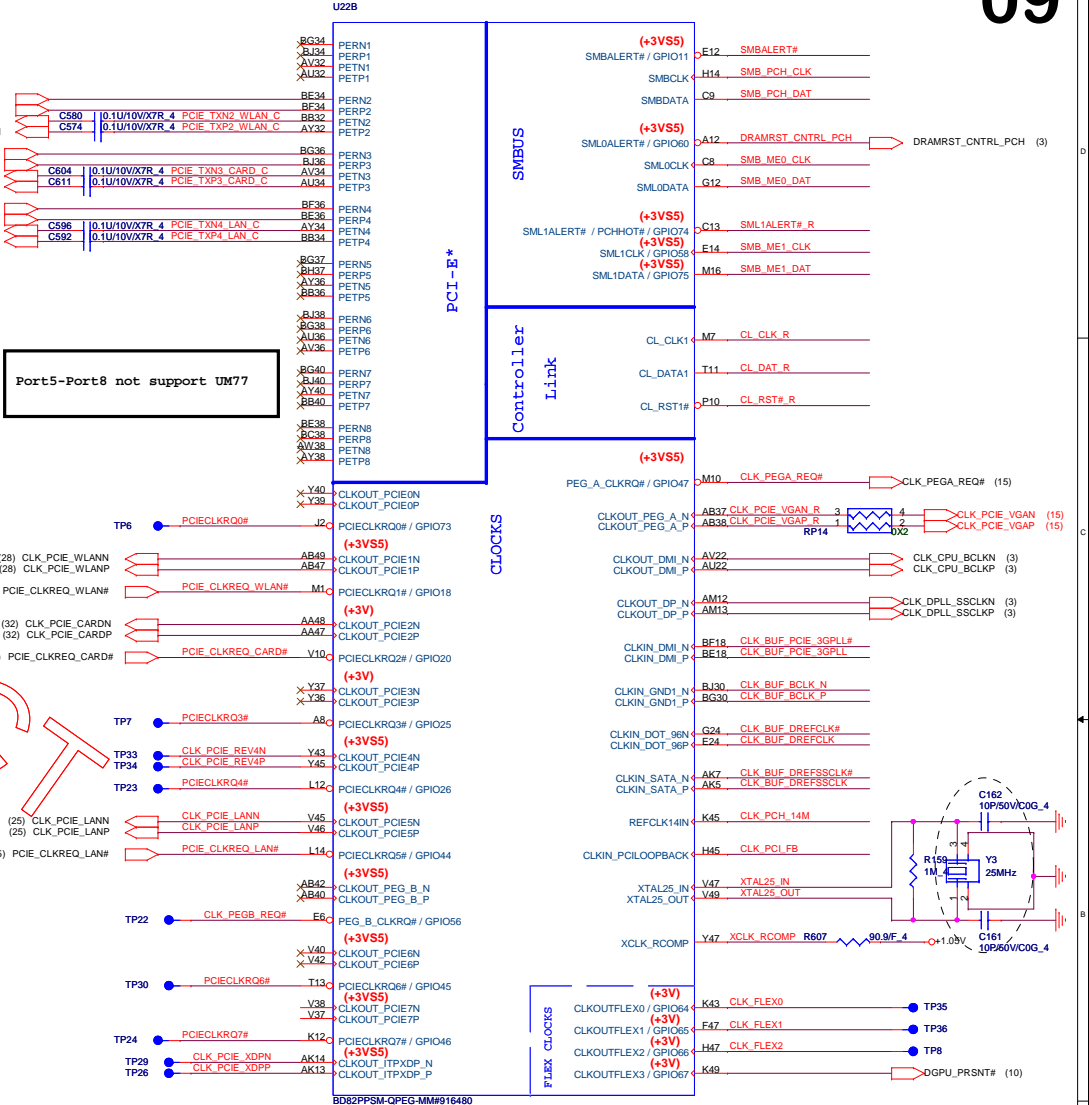 09
U22B
BG34 PERN1
BJ34 PERP1
AV32 PETN1
AU32 PETP1
BE34 PERN2
BF34 PERP2
C580 0.1U/10V/X7R_4 PCIE_TXN2_WLAN_C BB32 PETN2
C574 0.1U/10V/X7R_4 PCIE_TXP2_WLAN_C AY32 PETP2
BG36 PERN3
BJ36 PERP3
C604 0.1U/10V/X7R_4 PCIE_TXN3_CARD_C AV34 PETN3
C611 0.1U/10V/X7R_4 PCIE_TXP3_CARD_C AU34 PETP3
BF36 PERN4
BE36 PERP4
C596 0.1U/10V/X7R_4 PCIE_TXN4_LAN_C AY34 PETN4
C592 0.1U/10V/X7R_4 PCIE_TXP4_LAN_C BB34 PETP4
BG37 PERN5
BH37 PERP5
AY36 PETN5
BB36 PETP5
BJ38 PERN6
BG38 PERP6
AU36 PETN6
AV36 PETP6
Port5-Port8 not support UM77
BG40 PERN7
BJ40 PERP7
AY40 PETN7
BB40 PETP7
BE38 PERN8
BC38 PERP8
AW38 PETN8
AY38 PETP8
PCI-E*
Y40 CLKOUT_PCIE0N
Y39 CLKOUT_PCIE0P
TP6 PCIECLKRQ0# J2 PCIECLKRQ0# / GPIO73
(+3VS5)
(28) CLK_PCIE_WLANN AB49 CLKOUT_PCIE1N
(28) CLK_PCIE_WLANP AB47 CLKOUT_PCIE1P
PCIE_CLKREQ_WLAN# PCIE_CLKREQ_WLAN# M1 PCIECLKRQ1# / GPIO18
(+3V)
(32) CLK_PCIE_CARDN AA48 CLKOUT_PCIE2N
(32) CLK_PCIE_CARDP AA47 CLKOUT_PCIE2P
PCIE_CLKREQ_CARD# PCIE_CLKREQ_CARD# V10 PCIECLKRQ2# / GPIO20
(+3V)
Y37 CLKOUT_PCIE3N
Y36 CLKOUT_PCIE3P
TP7 PCIECLKRQ3# A8 PCIECLKRQ3# / GPIO25
(+3VS5)
TP33 CLK_PCIE_REV4N Y43 CLKOUT_PCIE4N
TP34 CLK_PCIE_REV4P Y45 CLKOUT_PCIE4P
TP23 PCIECLKRQ4# L12 PCIECLKRQ4# / GPIO26
(+3VS5)
(25) CLK_PCIE_LANN CLK_PCIE_LANN V45 CLKOUT_PCIE5N
(25) CLK_PCIE_LANP CLK_PCIE_LANP V46 CLKOUT_PCIE5P
PCIE_CLKREQ_LAN# PCIE_CLKREQ_LAN# L14 PCIECLKRQ5# / GPIO44
(+3VS5)
AB42 CLKOUT_PEG_B_N
AB40 CLKOUT_PEG_B_P
TP22 CLK_PEGB_REQ# E6 PEG_B_CLKRQ# / GPIO56
(+3VS5)
V40 CLKOUT_PCIE6N
V42 CLKOUT_PCIE6P
TP30 PCIECLKRQ6# T13 PCIECLKRQ6# / GPIO45
(+3VS5)
V38 CLKOUT_PCIE7N
V37 CLKOUT_PCIE7P
TP24 PCIECLKRQ7# K12 PCIECLKRQ7# / GPIO46
(+3VS5)
TP29 CLK_PCIE_XDPN AK14 CLKOUT_ITPXDP_N
TP26 CLK_PCIE_XDPP AK13 CLKOUT_ITPXDP_P
BD82PPSM-QPEG-MM#916480
SMBUS
(+3VS5)
SMBALERT# / GPIO11 E12 SMBALERT#
SMBCLK H14 SMB_PCH_CLK
SMBDATA C9 SMB_PCH_DAT
(+3VS5)
SML0ALERT# / GPIO60 A12 DRAMRST_CNTRL_PCH DRAMRST_CNTRL_PCH (3)
SML0CLK C8 SMB_ME0_CLK
SML0DATA G12 SMB_ME0_DAT
(+3VS5)
SML1ALERT# / PCHHOT# / GPIO74 C13 SML1ALERT#_R
(+3VS5)
SML1CLK / GPIO58 E14 SMB_ME1_CLK
(+3VS5)
SML1DATA / GPIO75 M16 SMB_ME1_DAT
Controller
Link
CL_CLK1 M7 CL_CLK_R
CL_DATA1 T11 CL_DAT_R
CL_RST1# P10 CL_RST#_R
CLOCKS
(+3VS5)
PEG_A_CLKRQ# / GPIO47 M10 CLK_PEGA_REQ# CLK_PEGA_REQ# (15)
CLKOUT_PEG_A_N AB37 CLK_PCIE_VGAN_R 3 4 CLK_PCIE_VGAN (15)
CLKOUT_PEG_A_P AB38 CLK_PCIE_VGAP_R 1 2 CLK_PCIE_VGAP (15)
RP14 0X2
CLKOUT_DMI_N AV22 CLK_CPU_BCLKN (3)
CLKOUT_DMI_P AU22 CLK_CPU_BCLKP (3)
CLKOUT_DP_N AM12 CLK_DPLL_SSCLKN (3)
CLKOUT_DP_P AM13 CLK_DPLL_SSCLKP (3)
CLKIN_DMI_N BF18 CLK_BUF_PCIE_3GPLL#
CLKIN_DMI_P BE18 CLK_BUF_PCIE_3GPLL
CLKIN_GND1_N BJ30 CLK_BUF_BCLK_N
CLKIN_GND1_P BG30 CLK_BUF_BCLK_P
CLKIN_DOT_96N G24 CLK_BUF_DREFCLK#
CLKIN_DOT_96P E24 CLK_BUF_DREFCLK
CLKIN_SATA_N AK7 CLK_BUF_DREFSSCLK#
CLKIN_SATA_P AK5 CLK_BUF_DREFSSCLK
REFCLK14IN K45 CLK_PCH_14M
CLKIN_PCILOOPBACK H45 CLK_PCI_FB
XTAL25_IN V47 XTAL25_IN
XTAL25_OUT V49 XTAL25_OUT
C162
10P/50V/C0G_4
R159
1M_4
3 4
Y3
25MHz
1 2
C161
10P/50V/C0G_4
XCLK_RCOMP Y47 XCLK_RCOMP R607 90.9/F_4 +1.05V
FLEX CLOCKS
(+3V)
CLKOUTFLEX0 / GPIO64 K43 CLK_FLEX0 TP35
(+3V)
CLKOUTFLEX1 / GPIO65 F47 CLK_FLEX1 TP36
(+3V)
CLKOUTFLEX2 / GPIO66 H47 CLK_FLEX2 TP8
(+3V)
CLKOUTFLEX3 / GPIO67 K49 DGPU_PRSNT# (10)
D
C
B